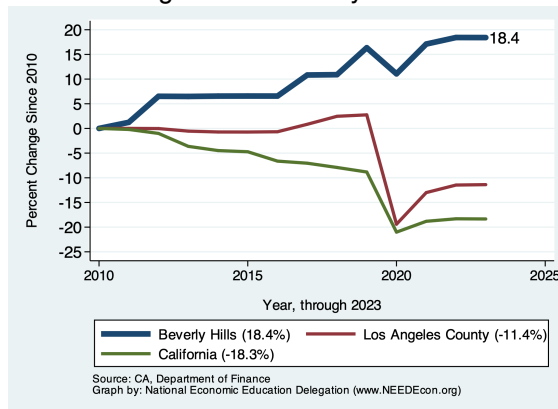 20
18.4
15
10
5
0
-5
-10
-15
-20
-25
Percent Change Since 2010
2010
2015
2020
2025
Year, through 2023
Beverly Hills (18.4%)
Los Angeles County (-11.4%)
California (-18.3%)
Source: CA, Department of Finance
Graph by: National Economic Education Delegation (www.NEEDEcon.org)